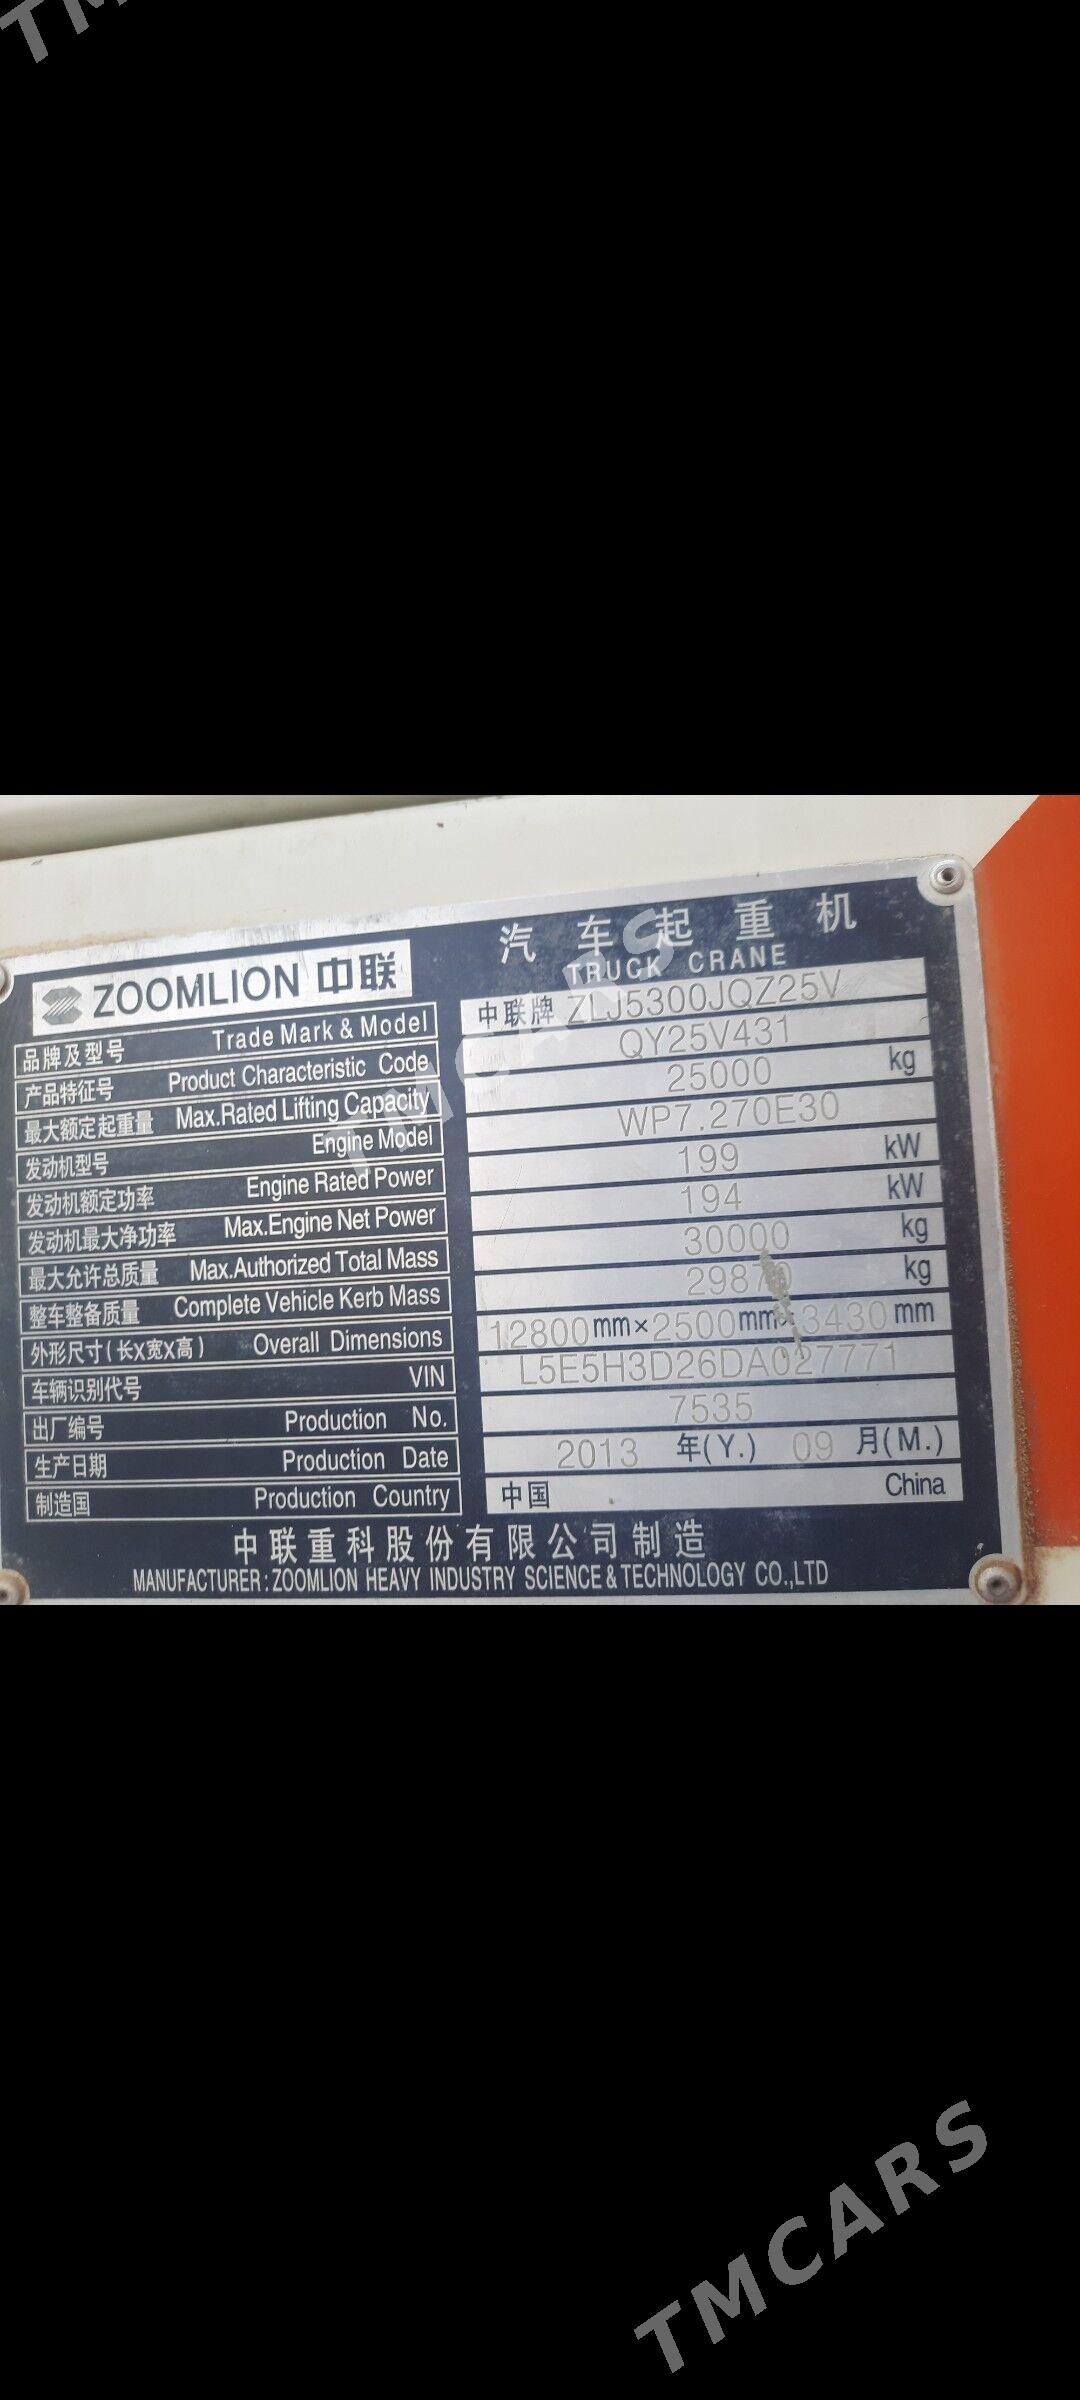 TM
汽车起重机
TRUCK CRANE
ZOOMLION 中联
品牌及型号 Trade Mark & Model 中联牌 ZLJ5300JQZ25V
产品特征号 Product Characteristic Code QY25V431
最大额定起重量 Max.Rated Lifting Capacity 25000 kg
发动机型号 Engine Model WP7.270E30
发动机额定功率 Engine Rated Power 199 kW
发动机最大净功率 Max.Engine Net Power 194 kW
最大允许总质量 Max.Authorized Total Mass 30000 kg
整车整备质量 Complete Vehicle Kerb Mass 29870 kg
外形尺寸(长X宽X高) Overall Dimensions 12800mm×2500mm×3430mm
车辆识别代号 VIN L5E5H3D26DA027771
出厂编号 Production No. 7535
生产日期 Production Date 2013 年(Y.) 09 月(M.)
制造国 Production Country 中国 China
中联重科股份有限公司制造
MANUFACTURER:ZOOMLION HEAVY INDUSTRY SCIENCE&TECHNOLOGY CO.,LTD
TMCARS
TMCARS